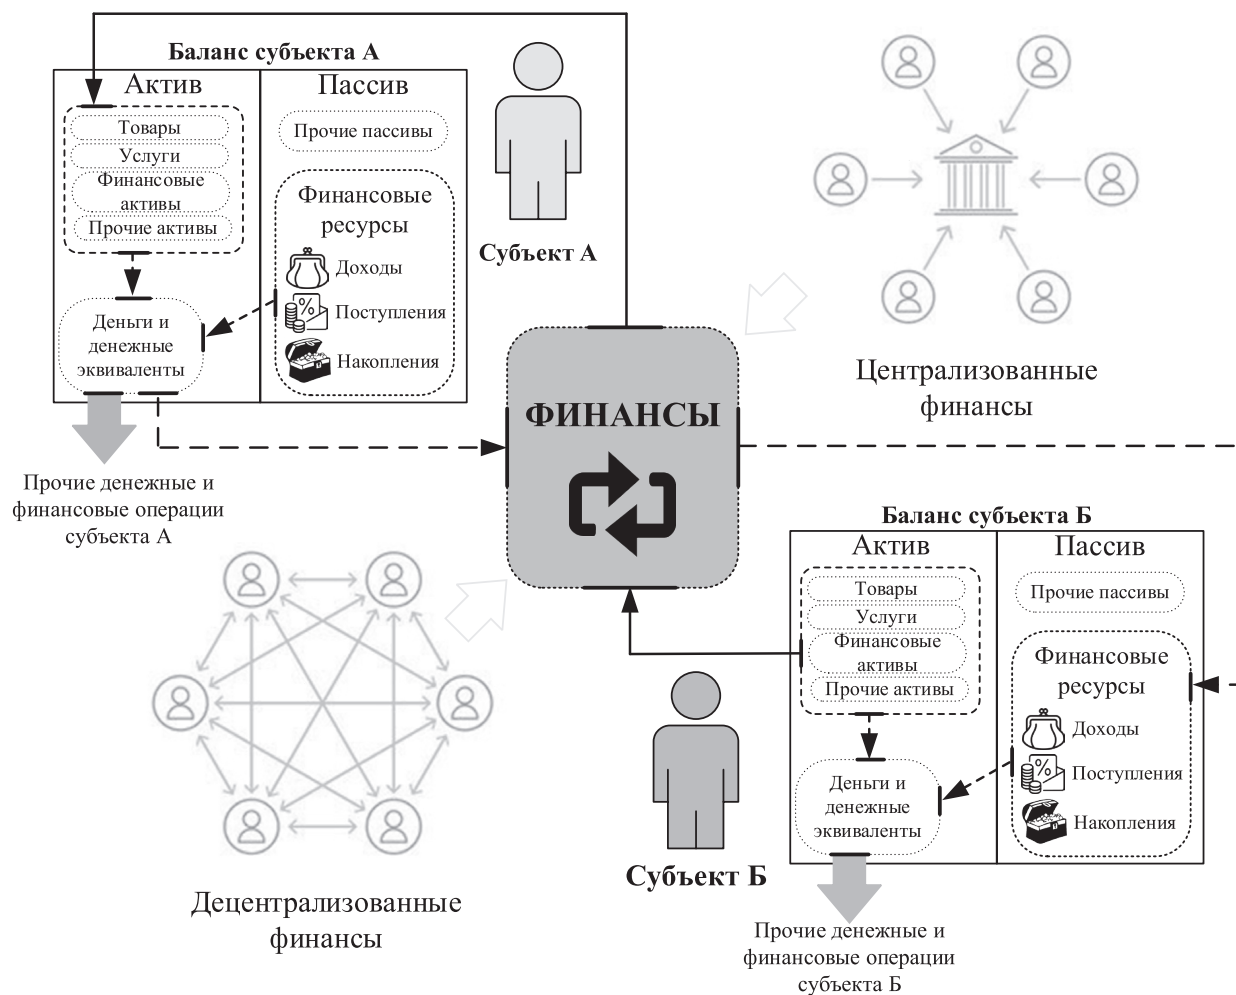 Баланс субъекта А
Актив
Пассив
Товары
Услуги
Финансовые
активы
Прочие активы
Деньги и
денежные
эквиваленты
Прочие пассивы
Финансовые
ресурсы
Доходы
Поступления
Накопления
Субъект А
Прочие денежные и
финансовые операции
субъекта А
Централизованные
финансы
ФИНАНСЫ
Децентрализованные
финансы
Баланс субъекта Б
Актив
Пассив
Товары
Услуги
Финансовые
активы
Прочие активы
Деньги и
денежные
эквиваленты
Прочие пассивы
Финансовые
ресурсы
% Доходы
Поступления
Накопления
Субъект Б
Прочие денежные и
финансовые операции
субъекта Б